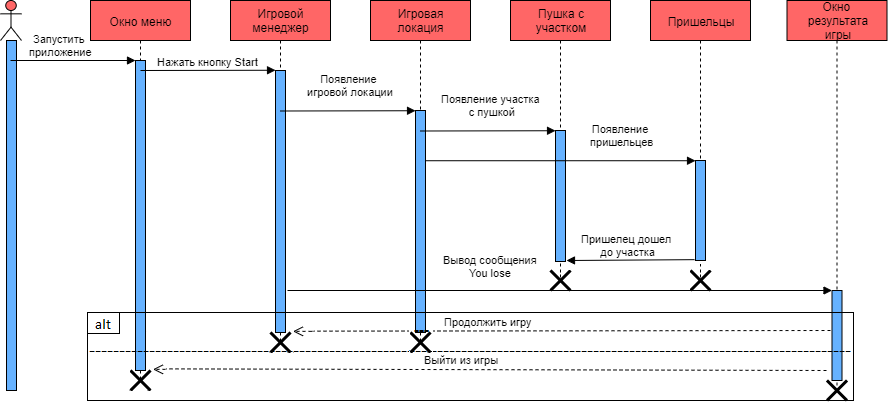 Окно меню
Игровой
менеджер
Игровая
локация
Пушка с
участком
Пришельцы
Окно
результата
игры
Запустить
приложение
Нажать кнопку Start
Появление
игровой локации
Появление участка
с пушкой
Появление
пришельцев
Пришелец дошел
до участка
Вывод сообщения
You lose
alt
Продолжить игру
Выйти из игры